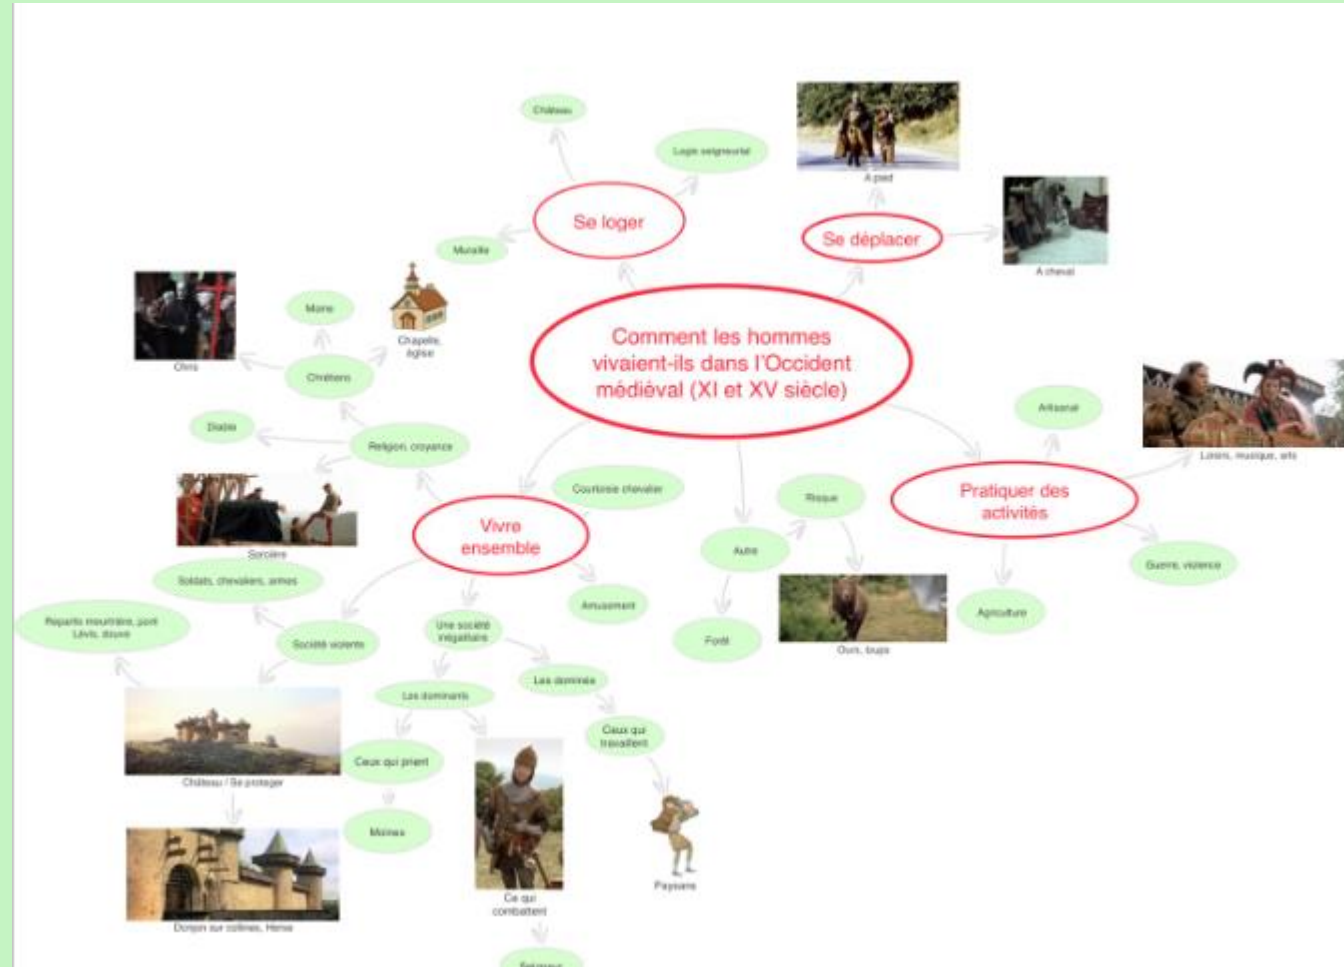 Château
Logis seigneurial
A pied
Se loger
Se déplacer
Muraille
A cheval
Comment les hommes
vivaient-ils dans l'Occident
médiéval (XI et XV siècle)
Moine
Chapelle,
église
Chrétiens
Artisanat
Diable
Religion, croyance
Loisirs, musique, arts
Pratiquer des
activités
Courtoisie chevalier
Risque
Vivre
ensemble
Autre
Sorcière
Guerre, violence
Soldats, chevaliers, armes
Amusement
Agriculture
Une société
inégalitaire
Forêt
Société violente
Ours, loups
Les dominés
Les dominants
Ceux qui
travaillent
Ceux qui prient
Château / Se protéger
Moines
Paysans
Ce qui
combattent